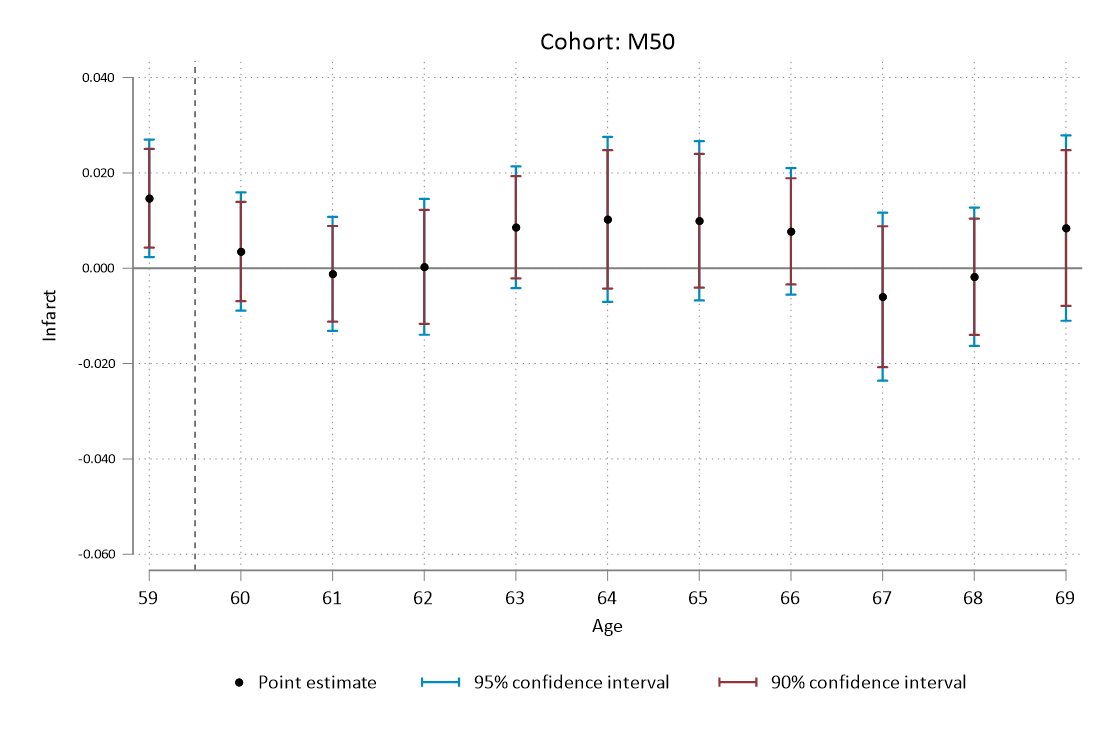 Cohort: M50
0.040
0.020
0.000
-0.020
-0.040
-0.060
Infarct
59 60 61 62 63 64 65 66 67 68 69
Age
Point estimate 95% confidence interval 90% confidence interval